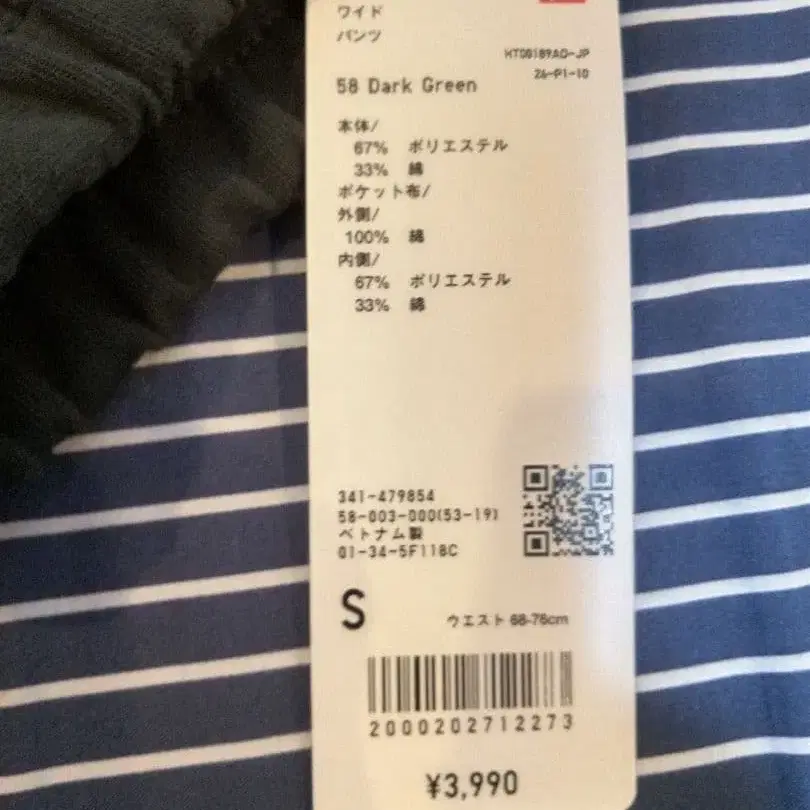 ワイド
パンツ
HT00189AO-JP
26-P1-10
58 Dark Green
本体/
67% ポリエステル
33% 綿
ポケット布/
外側/
100% 綿
内側/
67% ポリエステル
33% 綿
341-479854
58-003-000(53-19)
ベトナム製
01-34-5F118C
S
ウエスト 68-76cm
2000202712273
¥3,990